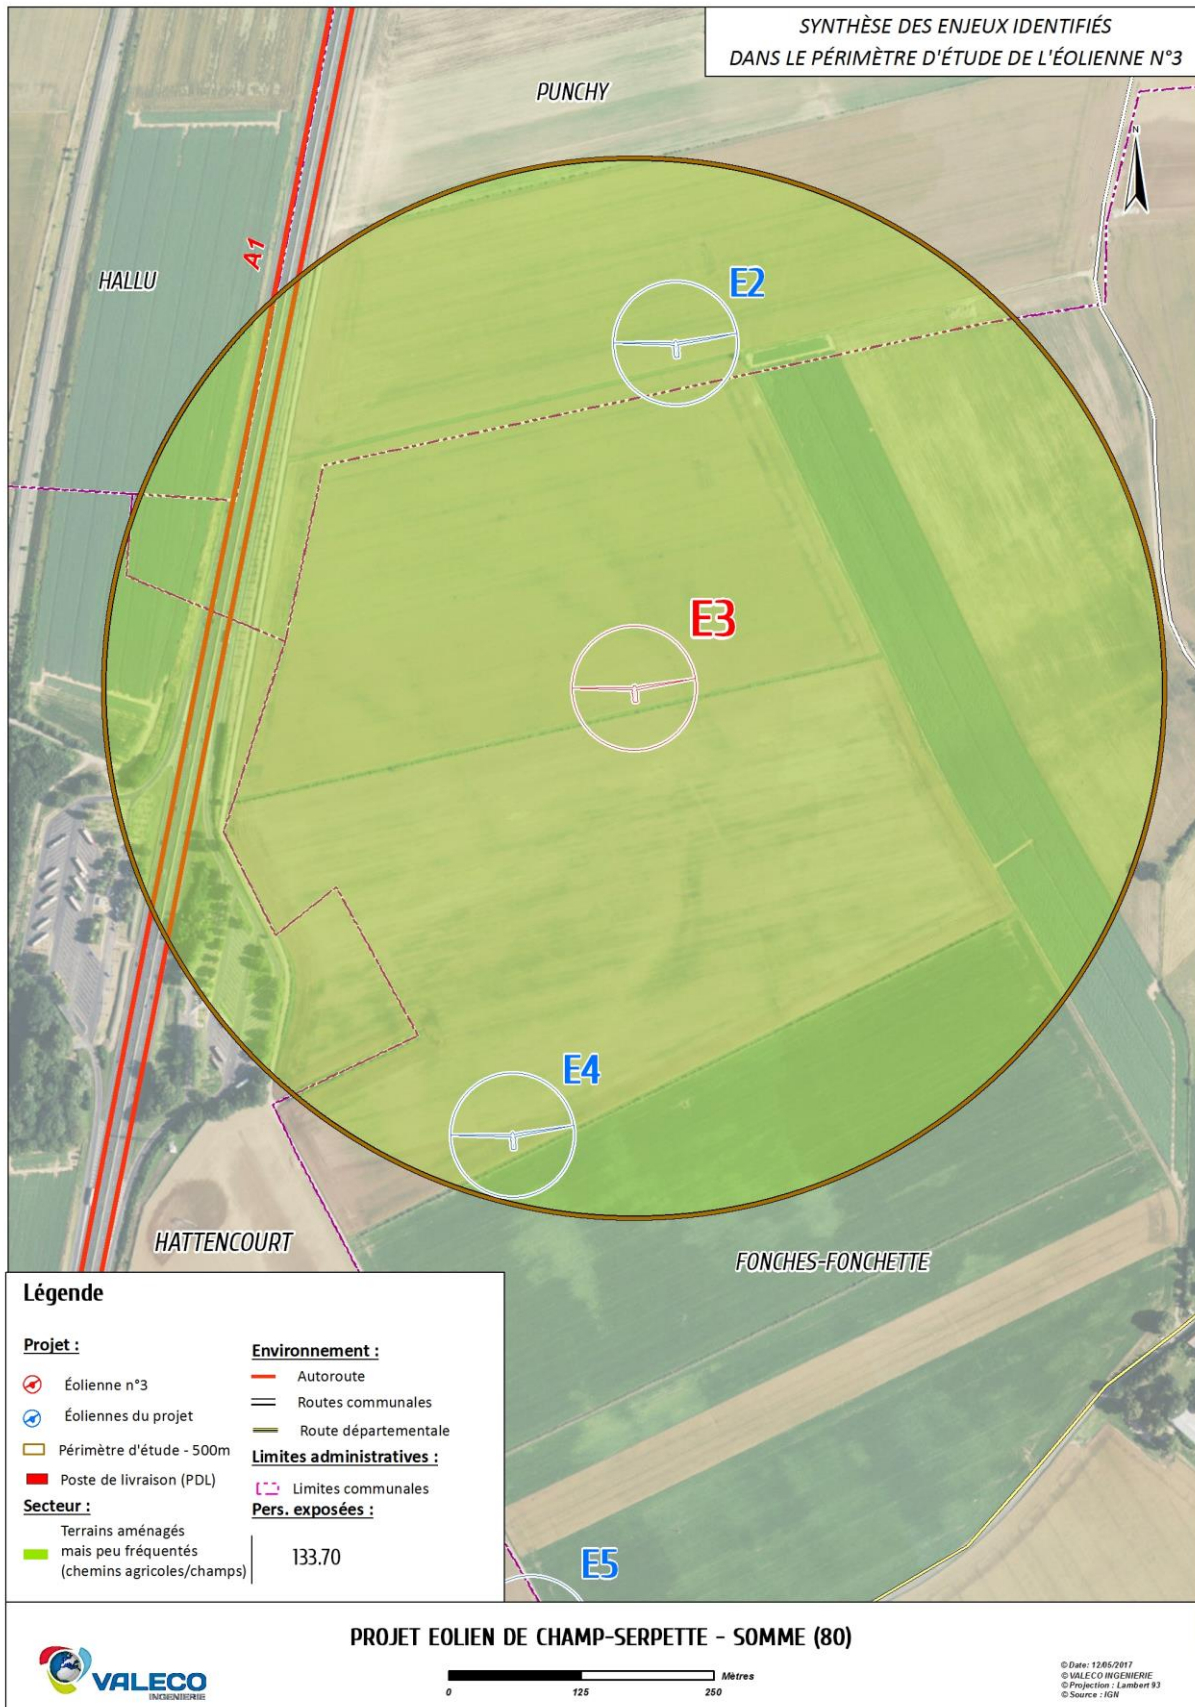 SYNTHÈSE DES ENJEUX IDENTIFIÉS
DANS LE PÉRIMÈTRE D'ÉTUDE DE L'ÉOLIENNE N°3
PUNCHY
N
A1
HALLU
E2
E3
E4
HATTENCOURT
FONCHES-FONCHETTE
E5
Légende
Projet :
Éolienne n°3
Éoliennes du projet
Périmètre d'étude - 500m
Poste de livraison (PDL)
Secteur :
Terrains aménagés
mais peu fréquentés
(chemins agricoles/champs)
Environnement :
Autoroute
Routes communales
Route départementale
Limites administratives :
Limites communales
Pers. exposées :
133.70
PROJET EOLIEN DE CHAMP-SERPETTE - SOMME (80)
VALECO
INGENIERIE
Mètres
0 125 250
© Date: 12/05/2017
© VALECO INGENIERIE
© Projection : Lambert 93
© Source : IGN